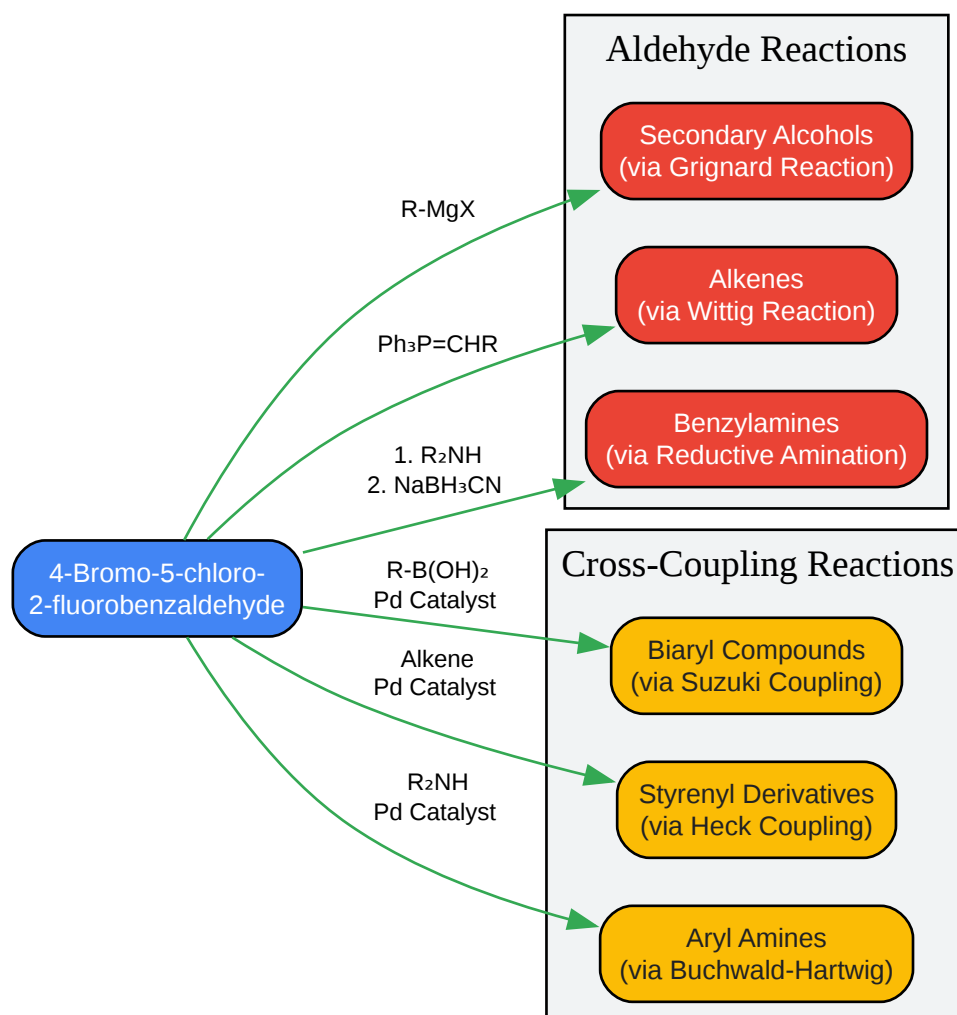 Aldehyde Reactions
Secondary Alcohols
(via Grignard Reaction)
R-MgX
Alkenes
(via Wittig Reaction)
Ph₃P=CHR
Benzylamines
(via Reductive Amination)
1. R₂NH
2. NaBH₃CN
4-Bromo-5-chloro-
2-fluorobenzaldehyde
Cross-Coupling Reactions
R-B(OH)₂
Pd Catalyst
Biaryl Compounds
(via Suzuki Coupling)
Alkene
Pd Catalyst
Styrenyl Derivatives
(via Heck Coupling)
R₂NH
Pd Catalyst
Aryl Amines
(via Buchwald-Hartwig)